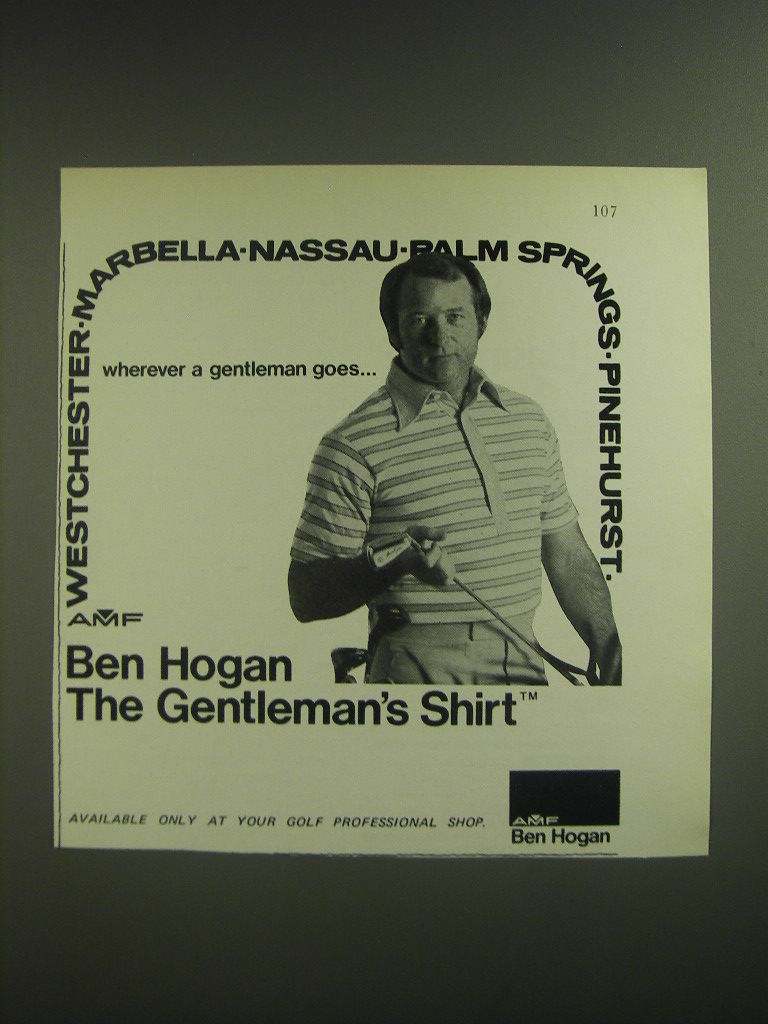 107
WESTCHESTER·MARBELLA·NASSAU·PALM SPRINGS·PINEHURST.
wherever a gentleman goes...
AMF
Ben Hogan
The Gentleman's Shirt™
AVAILABLE ONLY AT YOUR GOLF PROFESSIONAL SHOP.
AMF
Ben Hogan